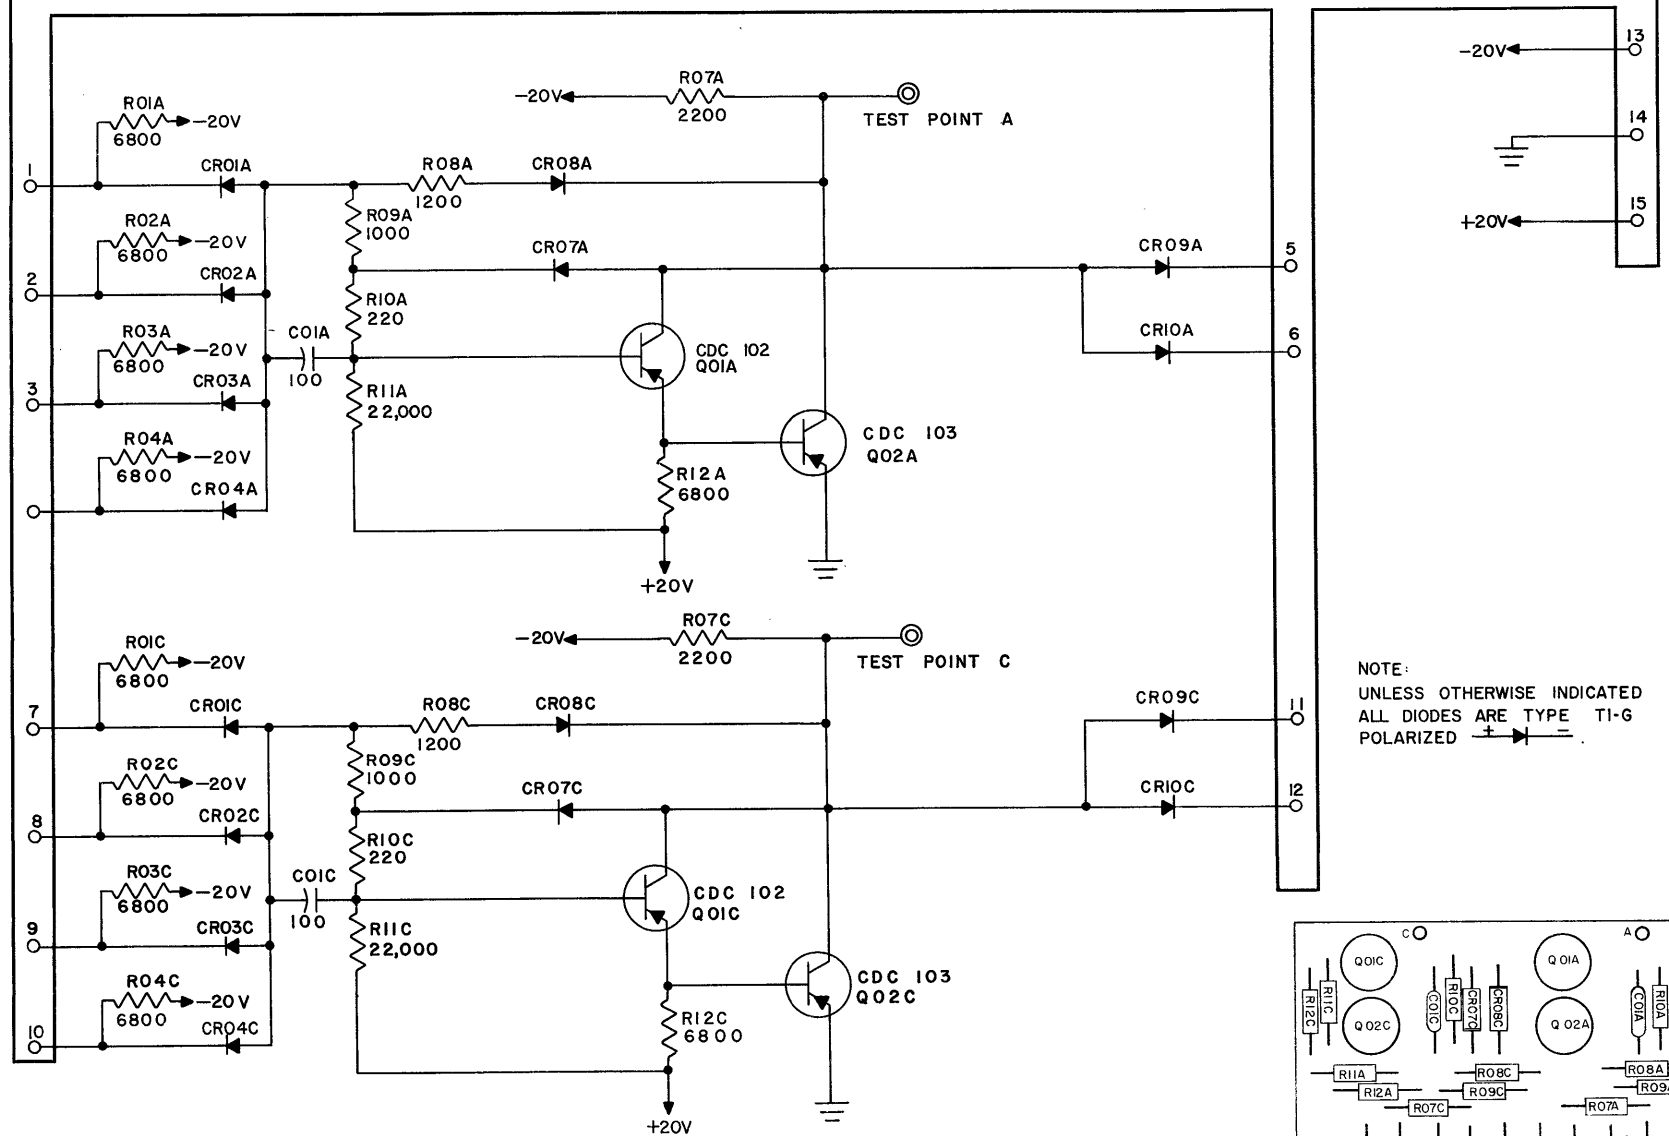 R07A
-20V
2200
TEST POINT A
R01A
-20V
6800
1
CR01A
R08A
CR08A
1200
R09A
1000
R02A
-20V
6800
2
CR02A
CR07A
CR09A
5
R10A
220
R03A
-20V
6800
C01A
100
CDC 102
Q01A
CR10A
6
3
CR03A
R11A
22,000
R04A
-20V
6800
CR04A
CDC 103
Q02A
R12A
6800
+20V
13
-20V
14
15
+20V
R07C
-20V
2200
TEST POINT C
R01C
-20V
6800
7
CR01C
R08C
CR08C
1200
R09C
1000
CR09C
11
R02C
-20V
6800
CR07C
CR10C
12
8
CR02C
R10C
220
R03C
-20V
6800
C01C
100
CDC 102
Q01C
9
CR03C
R11C
22,000
R04C
-20V
6800
10
CR04C
CDC 103
Q02C
R12C
6800
+20V
NOTE:
UNLESS OTHERWISE INDICATED
ALL DIODES ARE TYPE TI-G
POLARIZED + -.
C
A
Q01C
Q01A
R12C
R11C
C01C
R10C
CR07C
CR08C
C01A
R10A
Q02C
Q02A
R11A
R08C
R08A
R12A
R09C
R09A
R07C
R07A